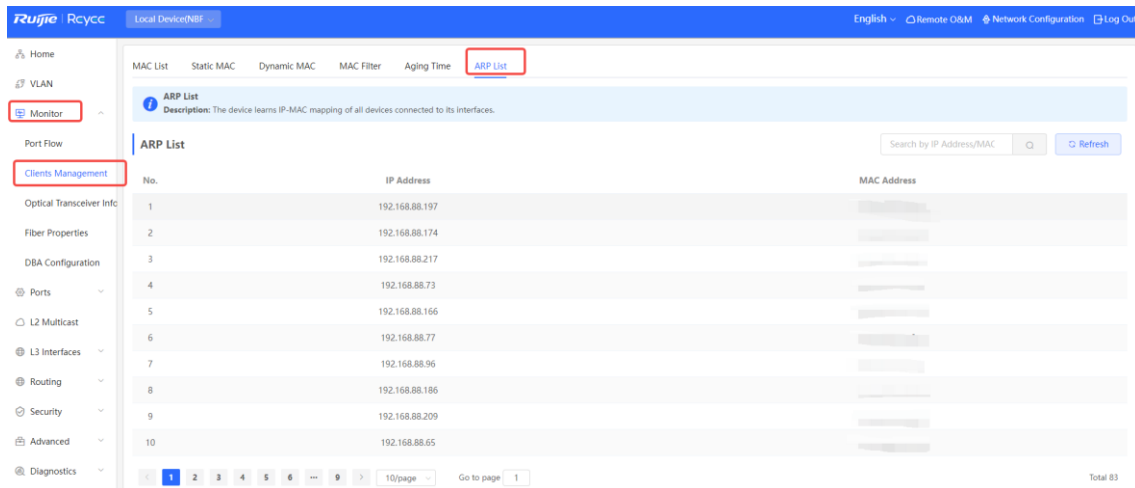 Ruijie | Rcycc Local Device(NBF English Remote O&M Network Configuration Log Out
Home
VLAN
Monitor
Port Flow
Clients Management
Optical Transceiver Info
Fiber Properties
DBA Configuration
Ports
L2 Multicast
L3 Interfaces
Routing
Security
Advanced
Diagnostics
MAC List Static MAC Dynamic MAC MAC Filter Aging Time ARP List
ARP List
Description: The device learns IP-MAC mapping of all devices connected to its interfaces.
ARP List Search by IP Address/MAC Refresh
No. IP Address MAC Address
1 192.168.88.197
2 192.168.88.174
3 192.168.88.217
4 192.168.88.73
5 192.168.88.166
6 192.168.88.77
7 192.168.88.96
8 192.168.88.186
9 192.168.88.209
10 192.168.88.65
< 1 2 3 4 5 6 ... 9 > 10/page Go to page 1 Total 83